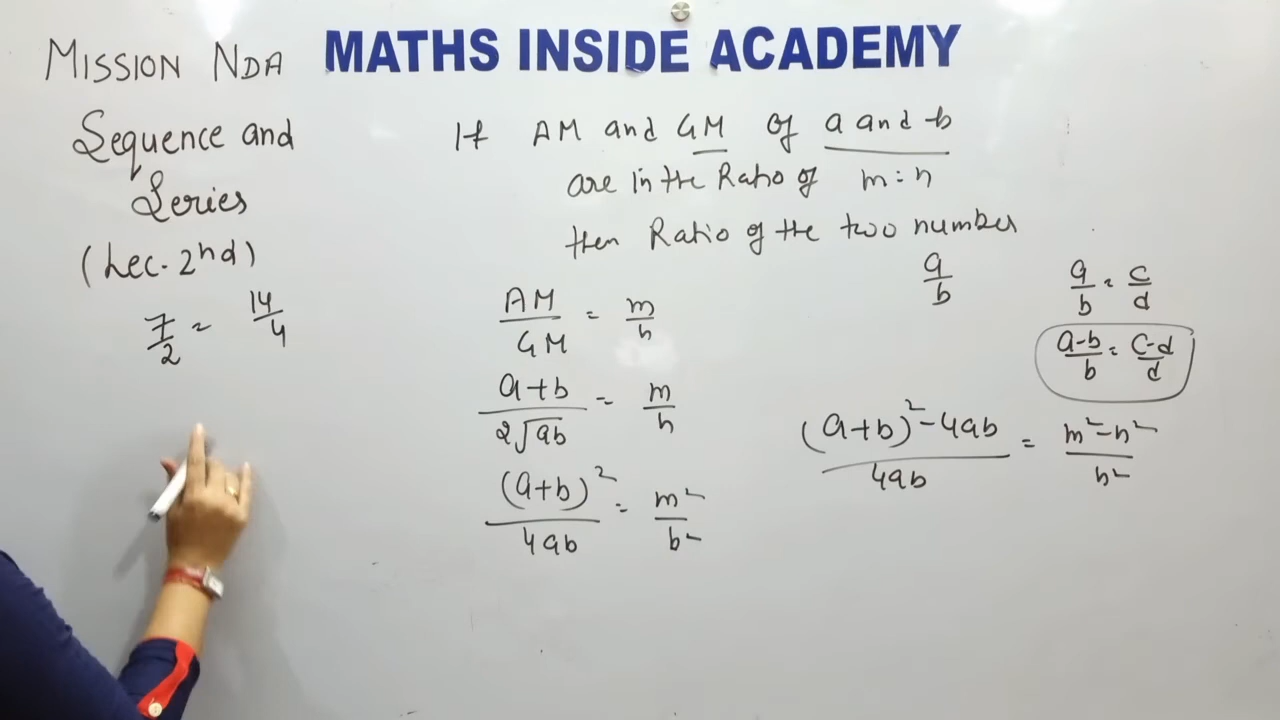 MISSION NDA
MATHS INSIDE ACADEMY
Sequence and
Series
(Lec. 2nd)
7/2 = 14/4
If AM and GM of a and b
are in the Ratio of m:n
then Ratio of the two number
a/b
AM/GM = m/n
a+b/2√ab = m/n
(a+b)²/4ab = m²/n²
a/b = c/d
a-b/b = c-d/d
(a+b)²-4ab/4ab = m²-n²/n²